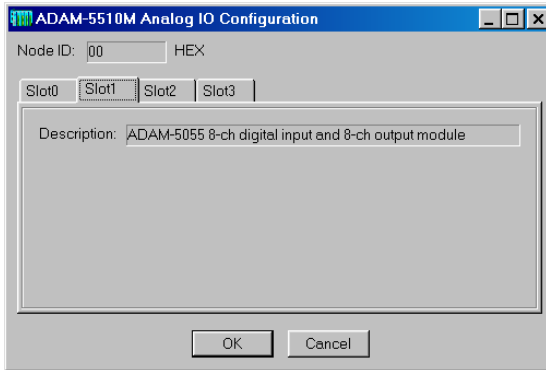 ADAM-5510M Analog IO Configuration
Node ID: 00 HEX
Slot0 Slot1 Slot2 Slot3
Description: ADAM-5055 8-ch digital input and 8-ch output module
OK Cancel